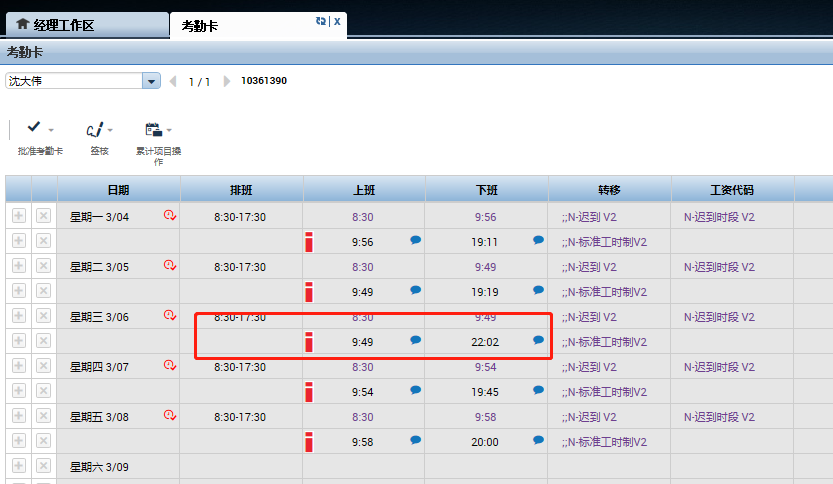 经理工作区 考勤卡
考勤卡
沈大伟 1 / 1 10361390
批准考勤卡 签核 累计项目操作
日期 排班 上班 下班 转移 工资代码
星期一 3/04 8:30-17:30 8:30 9:56 ;;N-迟到 V2 N-迟到时段 V2
9:56 19:11 ;;N-标准工时制V2
星期二 3/05 8:30-17:30 8:30 9:49 ;;N-迟到 V2 N-迟到时段 V2
9:49 19:19 ;;N-标准工时制V2
星期三 3/06 8:30-17:30 8:30 9:49 ;;N-迟到 V2 N-迟到时段 V2
9:49 22:02 ;;N-标准工时制V2
星期四 3/07 8:30-17:30 8:30 9:54 ;;N-迟到 V2 N-迟到时段 V2
9:54 19:45 ;;N-标准工时制V2
星期五 3/08 8:30-17:30 8:30 9:58 ;;N-迟到 V2 N-迟到时段 V2
9:58 20:00 ;;N-标准工时制V2
星期六 3/09